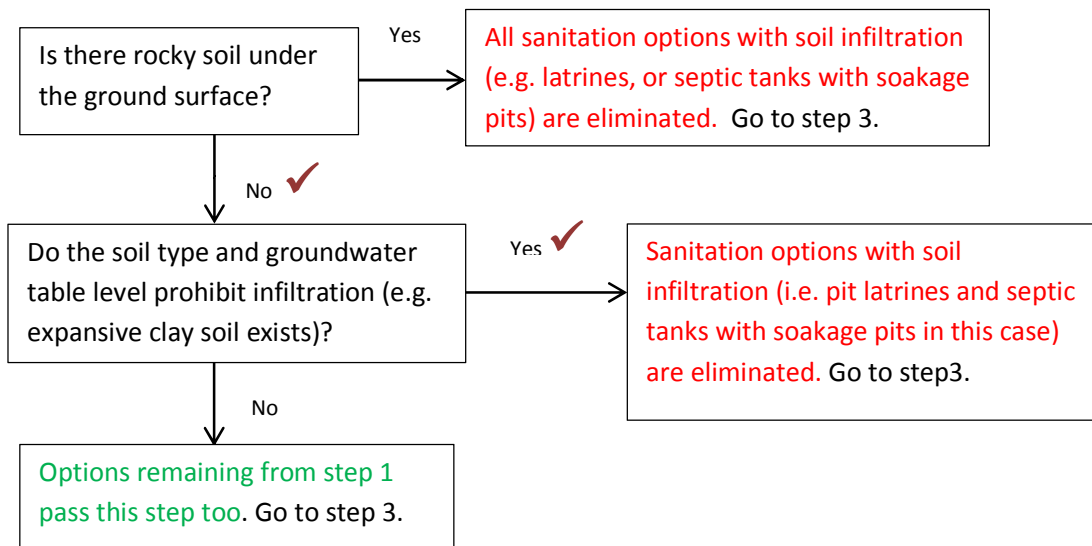 Is there rocky soil under
the ground surface?
Yes
All sanitation options with soil infiltration
(e.g. latrines, or septic tanks with soakage
pits) are eliminated. Go to step 3.
No
Do the soil type and groundwater
table level prohibit infiltration (e.g.
expansive clay soil exists)?
Yes
Sanitation options with soil
infiltration (i.e. pit latrines and septic
tanks with soakage pits in this case)
are eliminated. Go to step3.
No
Options remaining from step 1
pass this step too. Go to step 3.